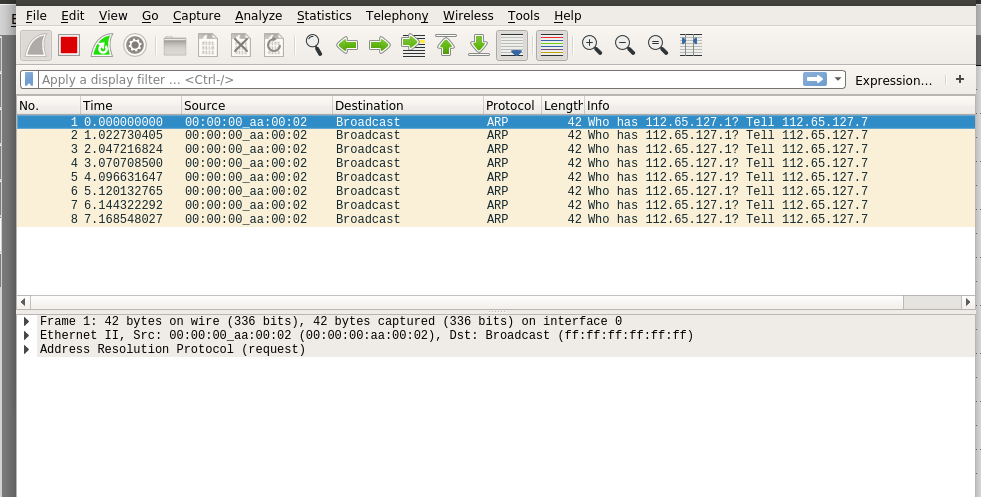 File Edit View Go Capture Analyze Statistics Telephony Wireless Tools Help
Apply a display filter ... <Ctrl-/> Expression... +
No. Time Source Destination Protocol Length Info
1 0.000000000 00:00:00_aa:00:02 Broadcast ARP 42 Who has 112.65.127.1? Tell 112.65.127.7
2 1.022730405 00:00:00_aa:00:02 Broadcast ARP 42 Who has 112.65.127.1? Tell 112.65.127.7
3 2.047216824 00:00:00_aa:00:02 Broadcast ARP 42 Who has 112.65.127.1? Tell 112.65.127.7
4 3.070708500 00:00:00_aa:00:02 Broadcast ARP 42 Who has 112.65.127.1? Tell 112.65.127.7
5 4.096631647 00:00:00_aa:00:02 Broadcast ARP 42 Who has 112.65.127.1? Tell 112.65.127.7
6 5.120132765 00:00:00_aa:00:02 Broadcast ARP 42 Who has 112.65.127.1? Tell 112.65.127.7
7 6.144322292 00:00:00_aa:00:02 Broadcast ARP 42 Who has 112.65.127.1? Tell 112.65.127.7
8 7.168548027 00:00:00_aa:00:02 Broadcast ARP 42 Who has 112.65.127.1? Tell 112.65.127.7
Frame 1: 42 bytes on wire (336 bits), 42 bytes captured (336 bits) on interface 0
Ethernet II, Src: 00:00:00_aa:00:02 (00:00:00:aa:00:02), Dst: Broadcast (ff:ff:ff:ff:ff:ff)
Address Resolution Protocol (request)